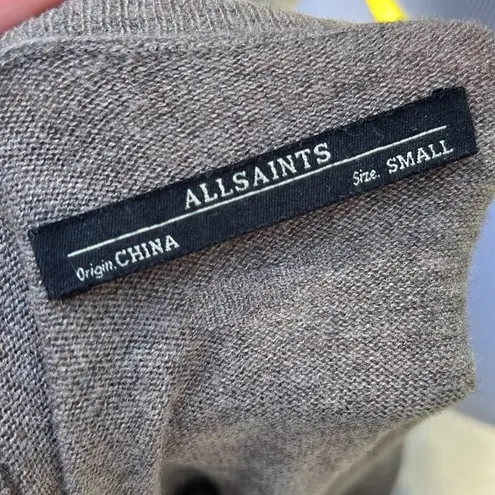 ALLSAINTS
Size. SMALL
Origin. CHINA